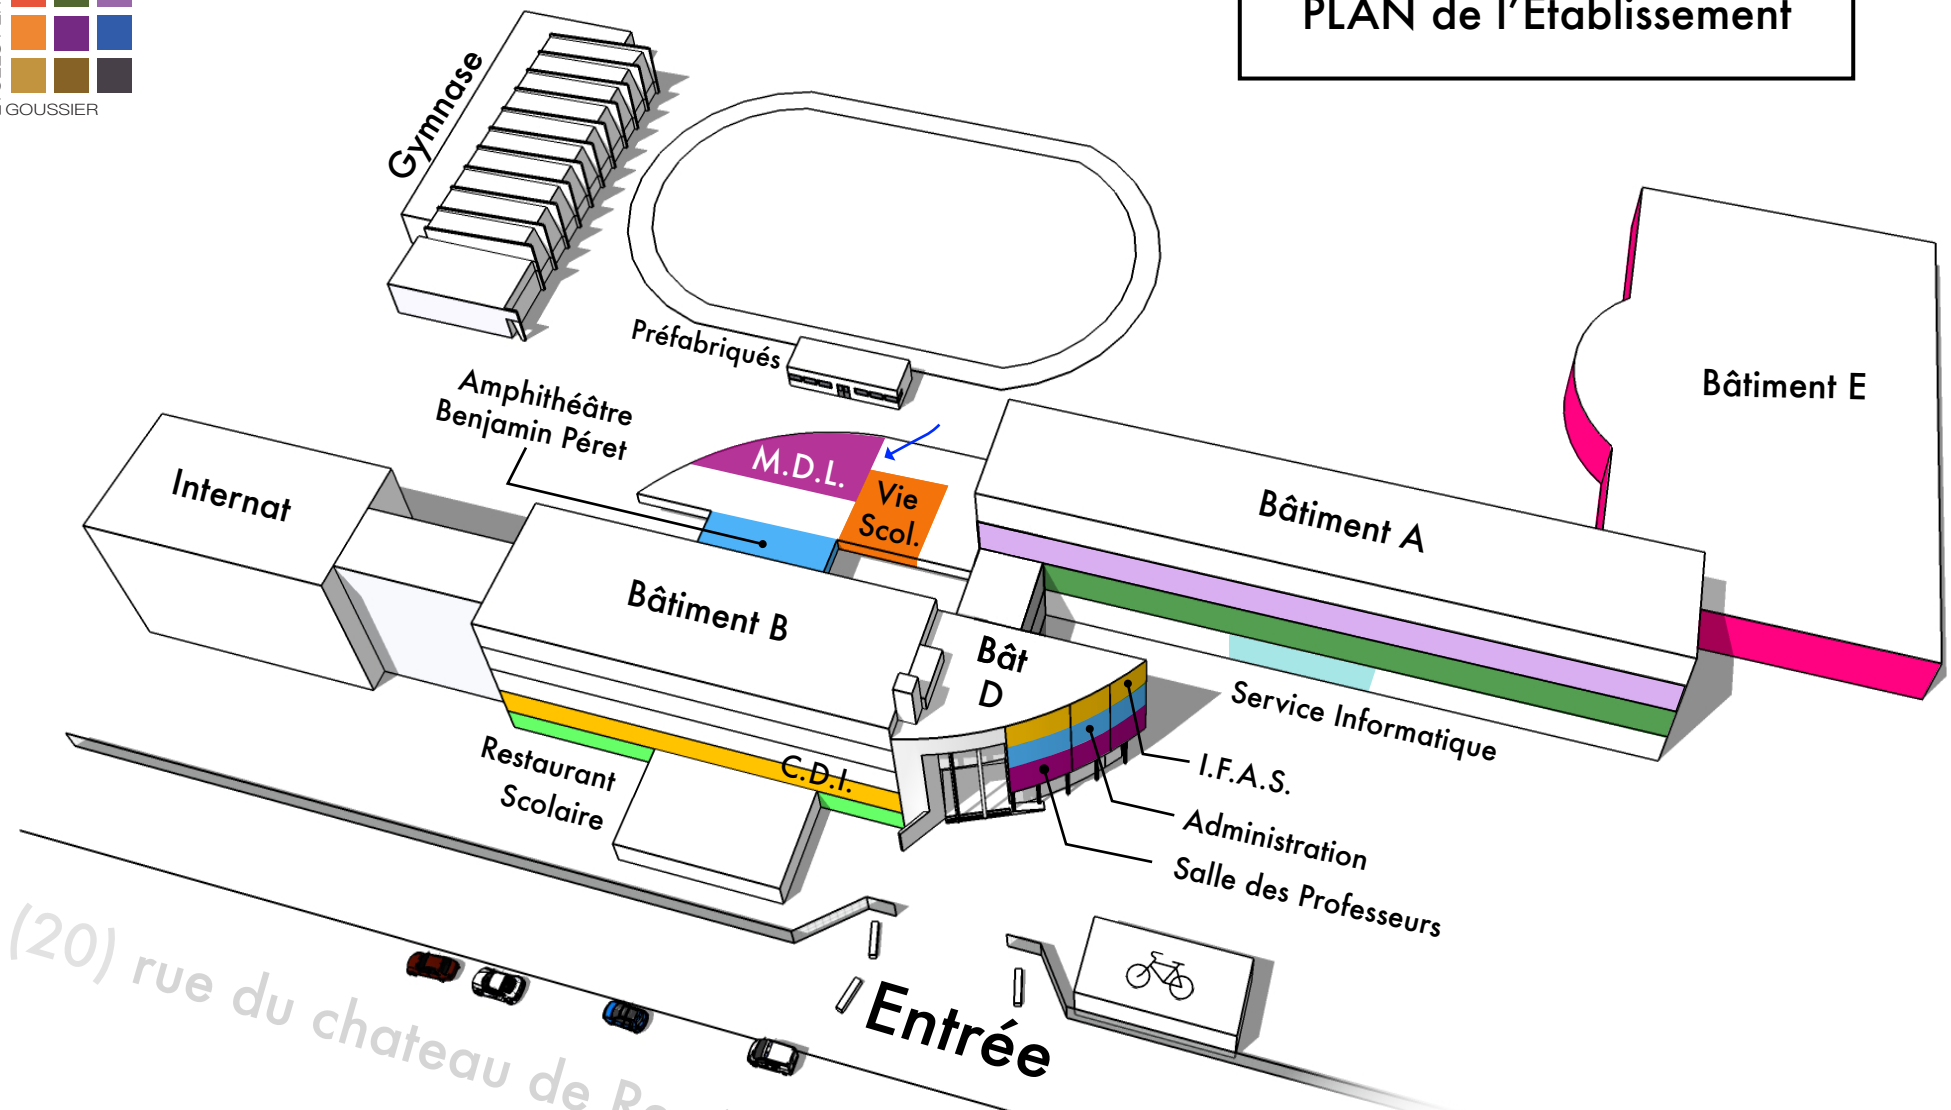 GOUSSIER
PLAN de l'Etablissement
Gymnase
Préfabriqués
Amphithéâtre
Benjamin Péret
Internat
M.D.L.
Vie
Scol.
Bâtiment A
Bâtiment E
Bâtiment B
Bât
D
Service Informatique
Restaurant
Scolaire
C.D.I.
I.F.A.S.
Administration
Salle des Professeurs
Entrée
(20) rue du chateau de